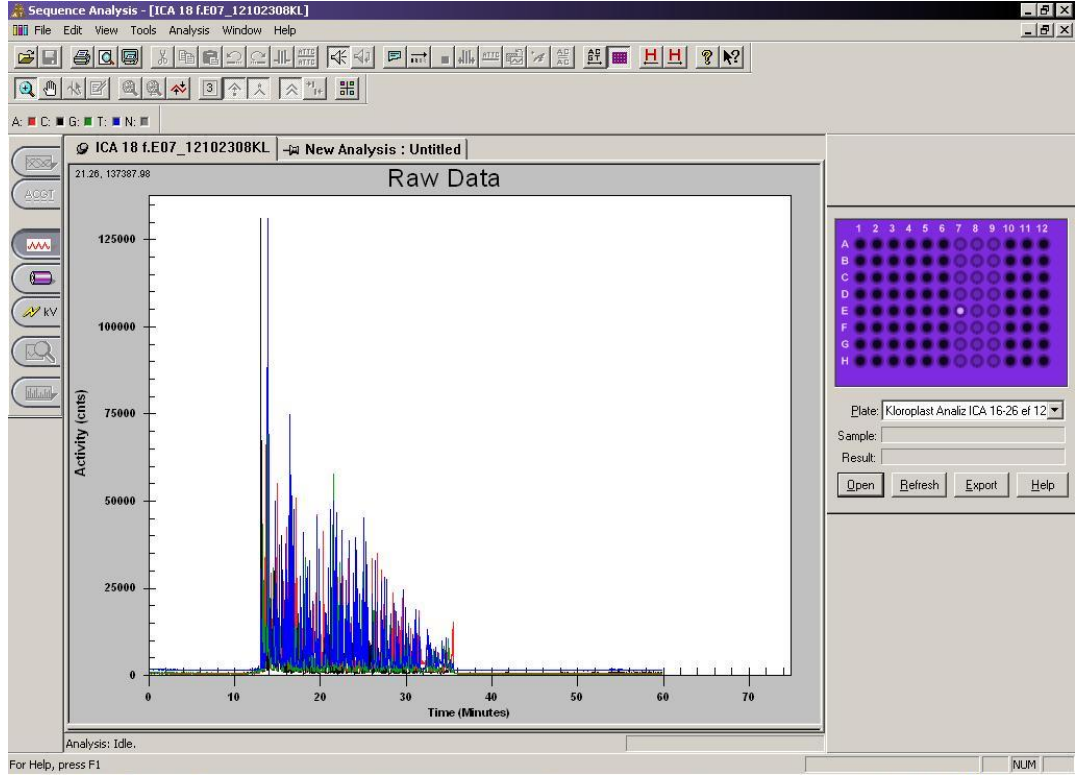 Sequence Analysis - [ICA 18 f.E07_12102308KL]
File Edit View Tools Analysis Window Help
3
A: C: G: T: N:
ICA 18 f.E07_12102308KL New Analysis : Untitled
21.26, 137387.98
Raw Data
ACGT
kV
Activity (cnts)
125000
100000
75000
50000
25000
0
0 10 20 30 40 50 60 70
Time (Minutes)
1 2 3 4 5 6 7 8 9 10 11 12
A
B
C
D
E
F
G
H
Plate: Kloroplast Analiz ICA 16-26 ef 12
Sample:
Result:
Open Refresh Export Help
Analysis: Idle.
For Help, press F1 NUM